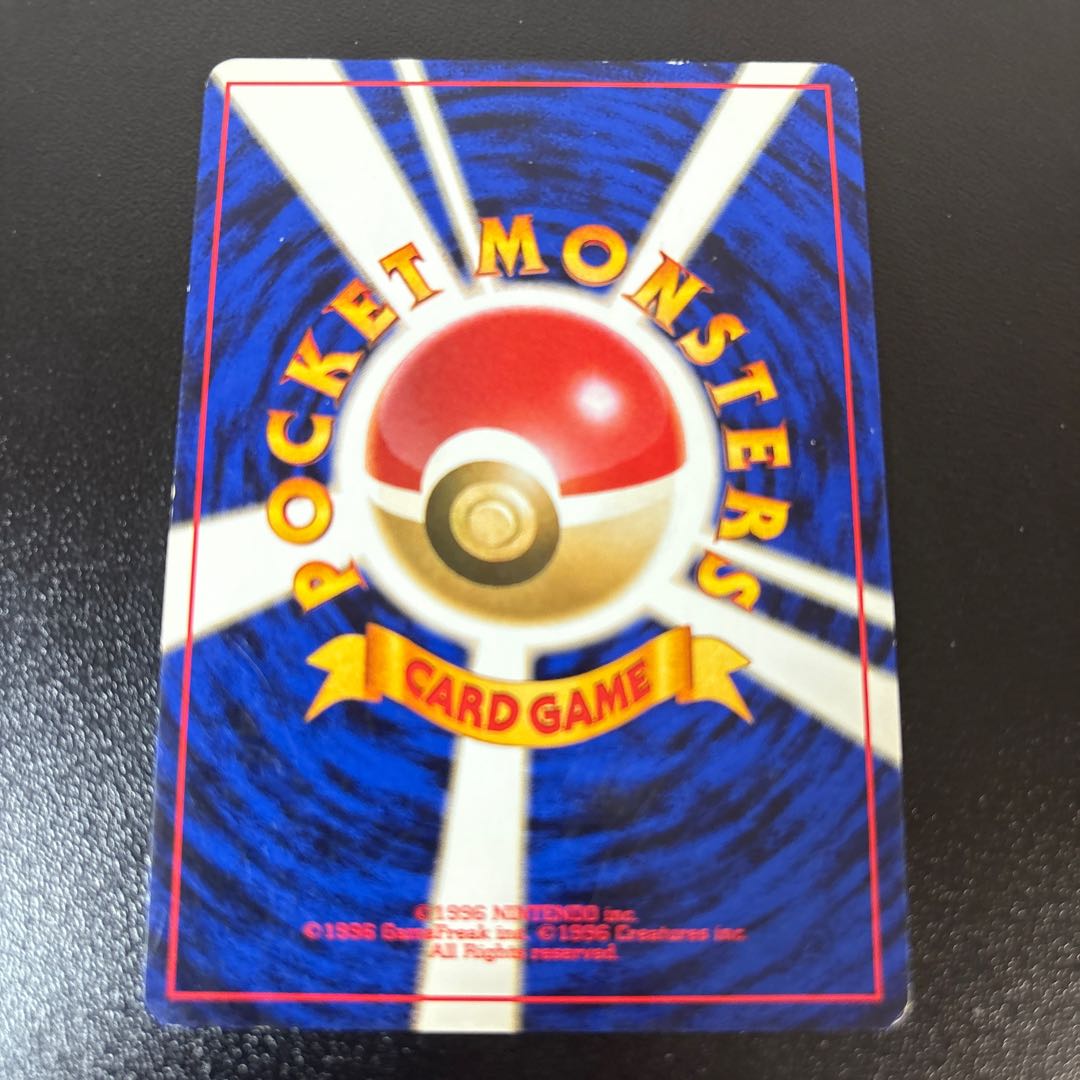 POCKET MONSTERS
CARD GAME
©1996 NINTENDO inc.
©1996 GameFreak inc. ©1996 Creatures inc.
All Rights reserved.